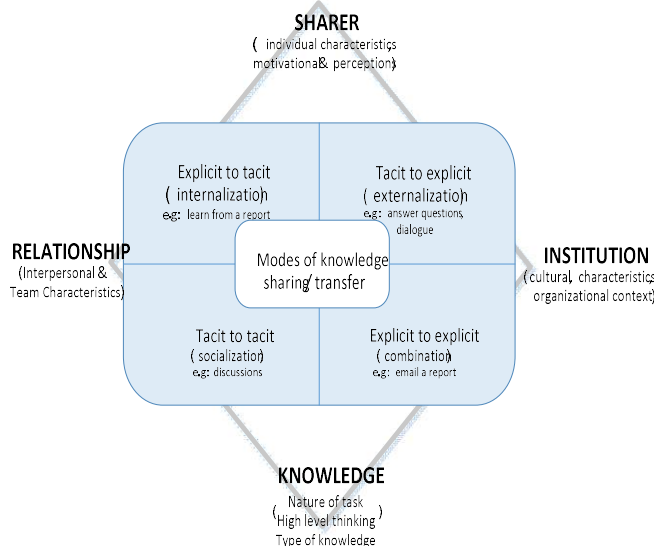 SHARER
( individual characteristics,
motivational & perceptions)
Explicit to tacit
( internalization)
e.g: learn from a report
Tacit to explicit
( externalization)
e.g: answer questions,
dialogue
RELATIONSHIP
(Interpersonal &
Team Characteristics)
Modes of knowledge
sharing/ transfer
INSTITUTION
(cultural, characteristics,
organizational context)
Tacit to tacit
( socialization)
e.g: discussions
Explicit to explicit
( combination)
e.g: email a report
KNOWLEDGE
( Nature of task )
High level thinking
Type of knowledge